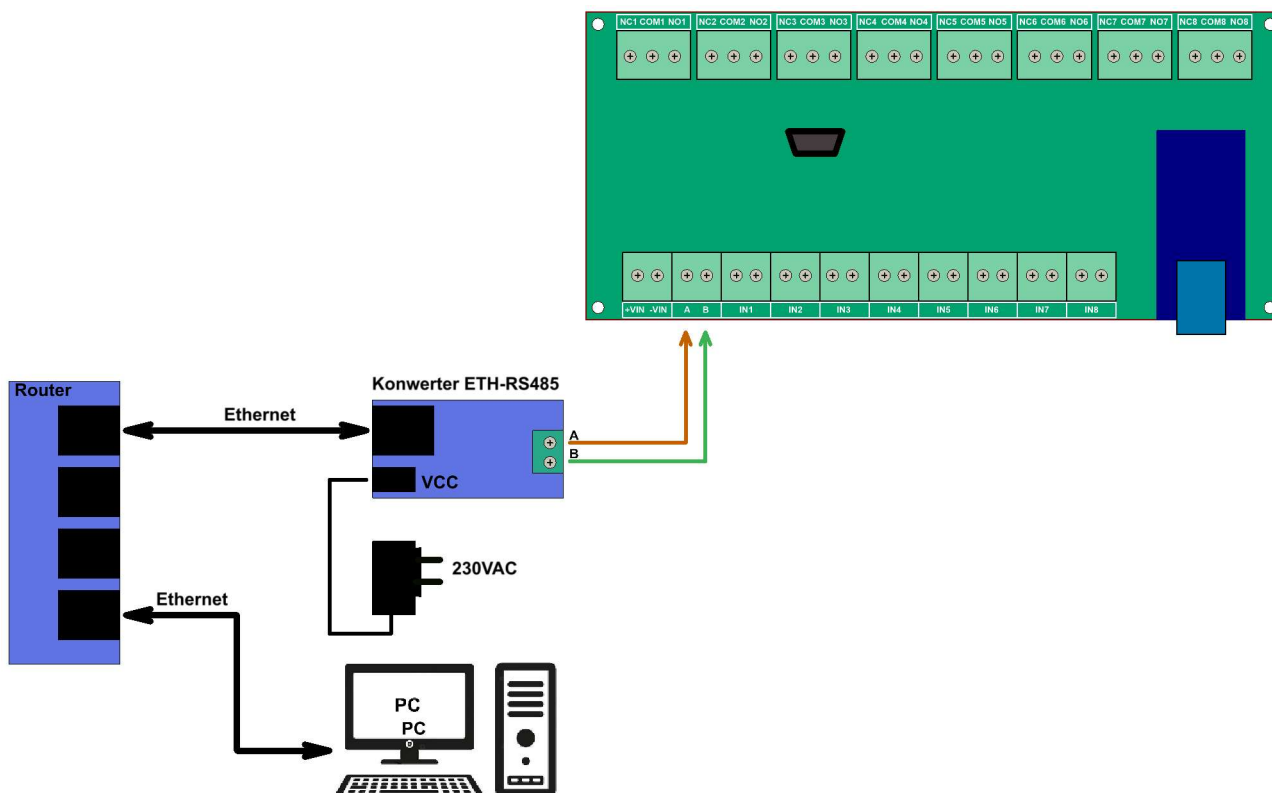 NC1 COM1 NO1 NC2 COM2 NO2 NC3 COM3 NO3 NC4 COM4 NO4 NC5 COM5 NO5 NC6 COM6 NO6 NC7 COM7 NO7 NC8 COM8 NO8
+VIN -VIN A B IN1 IN2 IN3 IN4 IN5 IN6 IN7 IN8
Router
Konwerter ETH-RS485
Ethernet
A
B
VCC
230VAC
Ethernet
PC
PC